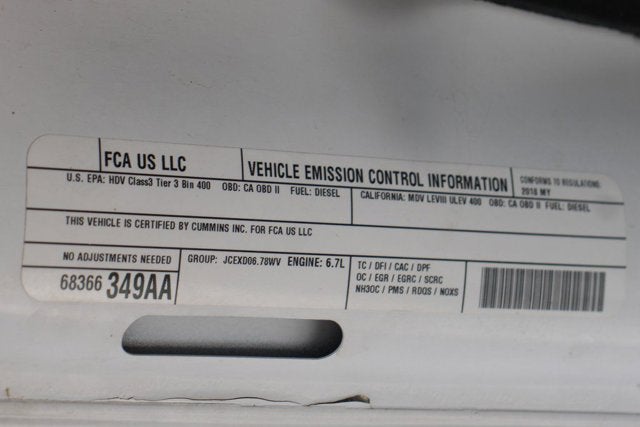 FCA US LLC
VEHICLE EMISSION CONTROL INFORMATION
CONFORMS TO REGULATIONS:
2018 MY
U.S. EPA: HDV Class3 Tier 3 Bin 400 OBD: CA OBD II FUEL: DIESEL
CALIFORNIA: MDV LEVIII ULEV 400 OBD: CA OBD II FUEL: DIESEL
THIS VEHICLE IS CERTIFIED BY CUMMINS INC. FOR FCA US LLC
NO ADJUSTMENTS NEEDED
68366 349AA
GROUP: JCEXD06.78WV ENGINE: 6.7L
TC / DFI / CAC / DPF
OC / EGR / EGRC / SCRC
NH3OC / PMS / RDQS / NOXS